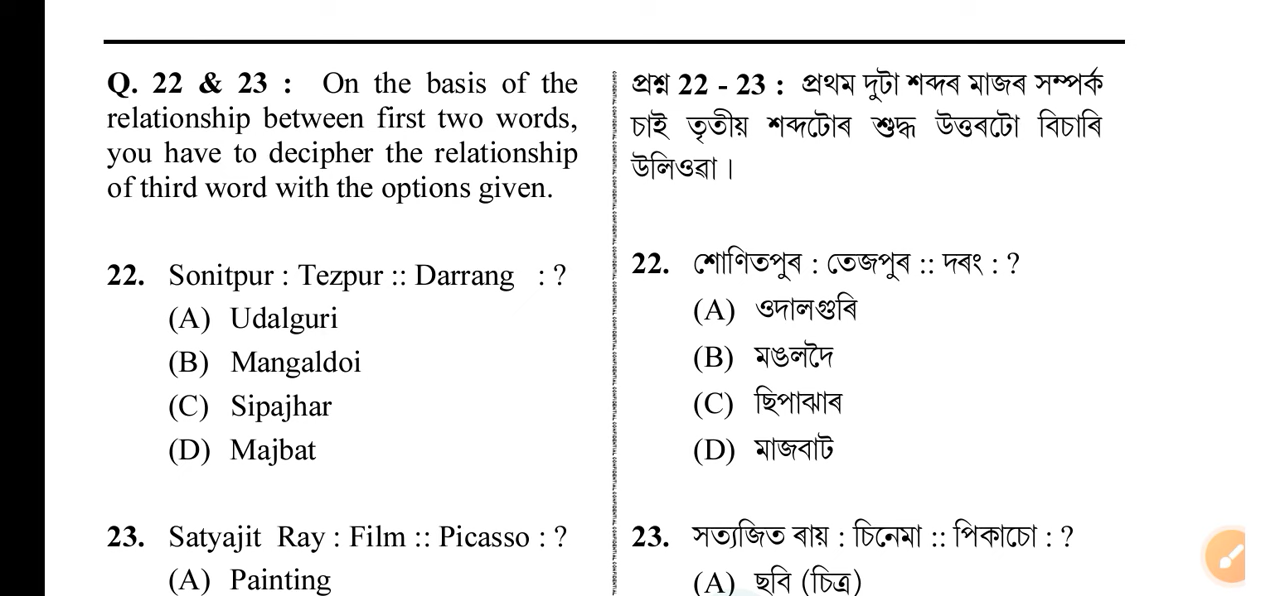 Q. 22 & 23 : On the basis of the
relationship between first two words,
you have to decipher the relationship
of third word with the options given.
22. Sonitpur : Tezpur :: Darrang : ?
(A) Udalguri
(B) Mangaldoi
(C) Sipajhar
(D) Majbat
23. Satyajit Ray : Film :: Picasso : ?
(A) Painting
প্ৰশ্ন 22 - 23 : প্ৰথম দুটা শব্দৰ মাজৰ সম্পৰ্ক
চাই তৃতীয় শব্দটোৰ শুদ্ধ উত্তৰটো বিচাৰি
উলিওৱা ।
22. শোণিতপুৰ : তেজপুৰ :: দৰং : ?
(A) ওদালগুৰি
(B) মঙলদৈ
(C) ছিপাঝাৰ
(D) মাজবাট
23. সত্যজিত ৰায় : চিনেমা :: পিকাচো : ?
(A) ছবি (চিত্ৰ)